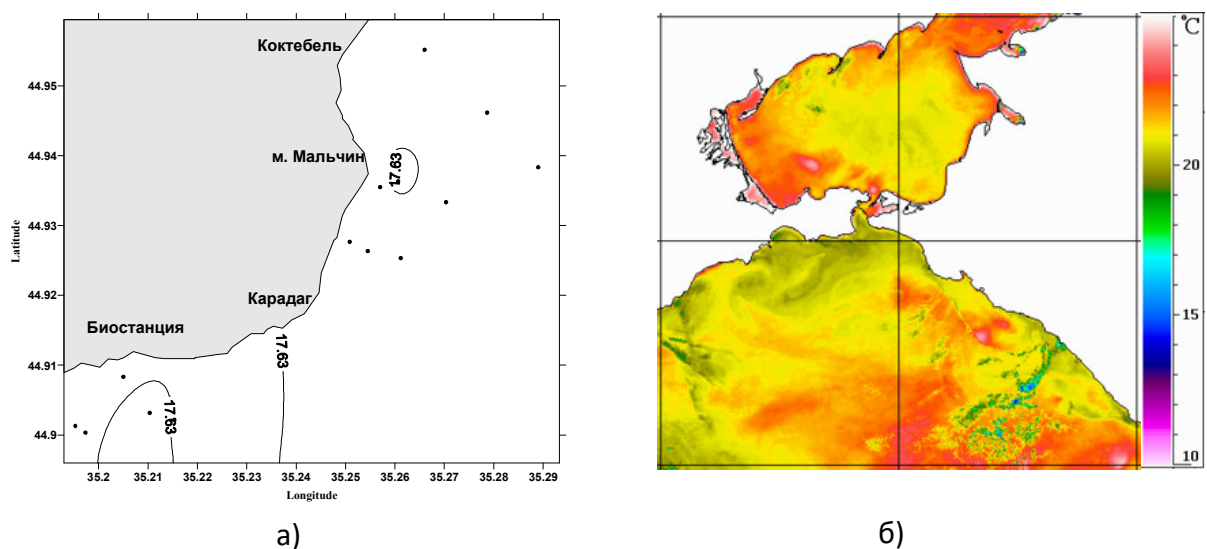 Коктебель
м. Мальчин
17.63
Карадаг
Биостанция
17.63
17.63
44.95
44.94
44.93
44.92
44.91
44.9
Latitude
35.2 35.21 35.22 35.23 35.24 35.25 35.26 35.27 35.28 35.29
Longitude
а)
°C
20
15
10
б)